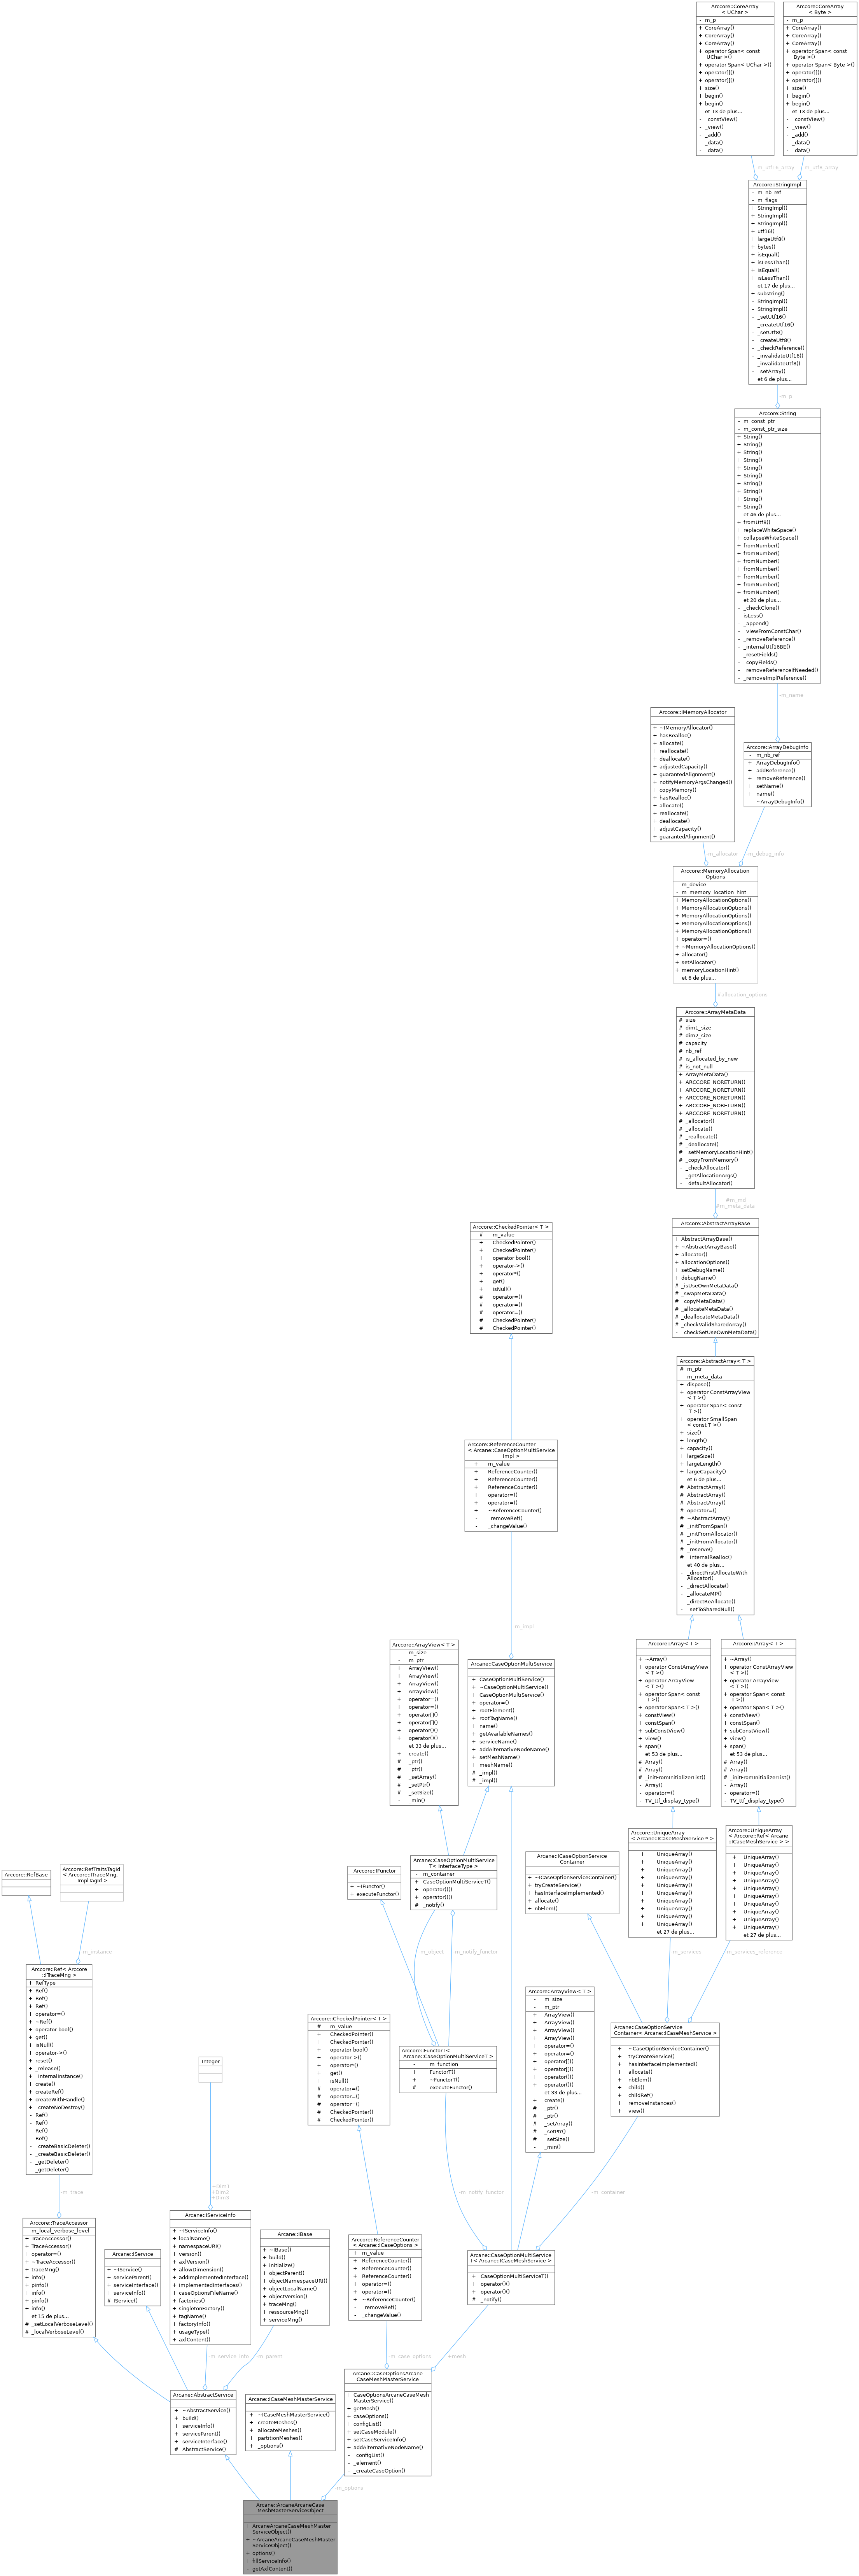 Arccore::CoreArray
< UChar >
- m_p
+ CoreArray()
+ CoreArray()
+ CoreArray()
+ operator Span< const
UChar >()
+ operator Span< UChar >()
+ operator[]()
+ operator[]()
+ size()
+ begin()
+ begin()
et 13 de plus...
- _constView()
- _view()
- _add()
- _data()
- _data()
Arccore::CoreArray
< Byte >
- m_p
+ CoreArray()
+ CoreArray()
+ CoreArray()
+ operator Span< const
Byte >()
+ operator Span< Byte >()
+ operator[]()
+ operator[]()
+ size()
+ begin()
+ begin()
et 13 de plus...
- _constView()
- _view()
- _add()
- _data()
- _data()
-m_utf16_array
-m_utf8_array
Arccore::StringImpl
- m_nb_ref
- m_flags
+ StringImpl()
+ StringImpl()
+ StringImpl()
+ utf16()
+ largeUtf8()
+ bytes()
+ isEqual()
+ isLessThan()
+ isEqual()
+ isLessThan()
et 17 de plus...
+ substring()
- StringImpl()
- StringImpl()
- _setUtf16()
- _createUtf16()
- _setUtf8()
- _createUtf8()
- _checkReference()
- _invalidateUtf16()
- _invalidateUtf8()
- _setArray()
et 6 de plus...
-m_p
Arccore::String
- m_const_ptr
- m_const_ptr_size
+ String()
+ String()
+ String()
+ String()
+ String()
+ String()
+ String()
+ String()
+ String()
+ String()
et 46 de plus...
+ fromUtf8()
+ replaceWhiteSpace()
+ collapseWhiteSpace()
+ fromNumber()
+ fromNumber()
+ fromNumber()
+ fromNumber()
+ fromNumber()
+ fromNumber()
+ fromNumber()
et 20 de plus...
- _checkClone()
- isLess()
- _append()
- _viewFromConstChar()
- _removeReference()
- _internalUtf16BE()
- _resetFields()
- _copyFields()
- _removeReferenceIfNeeded()
- _removeImplReference()
-m_name
Arccore::IMemoryAllocator
+ ~IMemoryAllocator()
+ hasRealloc()
+ allocate()
+ reallocate()
+ deallocate()
+ adjustedCapacity()
+ guarantedAlignment()
+ notifyMemoryArgsChanged()
+ copyMemory()
+ hasRealloc()
+ allocate()
+ reallocate()
+ deallocate()
+ adjustCapacity()
+ guarantedAlignment()
Arccore::ArrayDebugInfo
- m_nb_ref
+ ArrayDebugInfo()
+ addReference()
+ removeReference()
+ setName()
+ name()
- ~ArrayDebugInfo()
-m_allocator
-m_debug_info
Arccore::MemoryAllocation
Options
- m_device
- m_memory_location_hint
+ MemoryAllocationOptions()
+ MemoryAllocationOptions()
+ MemoryAllocationOptions()
+ MemoryAllocationOptions()
+ MemoryAllocationOptions()
+ operator=()
+ ~MemoryAllocationOptions()
+ allocator()
+ setAllocator()
+ memoryLocationHint()
et 6 de plus...
#allocation_options
Arccore::ArrayMetaData
# size
# dim1_size
# dim2_size
# capacity
# nb_ref
# is_allocated_by_new
# is_not_null
+ ArrayMetaData()
+ ARCCORE_NORETURN()
+ ARCCORE_NORETURN()
+ ARCCORE_NORETURN()
+ ARCCORE_NORETURN()
+ ARCCORE_NORETURN()
# _allocator()
# _allocate()
# _reallocate()
# _deallocate()
# _setMemoryLocationHint()
# _copyFromMemory()
- _checkAllocator()
- _getAllocationArgs()
- _defaultAllocator()
#m_md
#m_meta_data
Arccore::AbstractArrayBase
+ AbstractArrayBase()
+ ~AbstractArrayBase()
+ allocator()
+ allocationOptions()
+ setDebugName()
+ debugName()
# _isUseOwnMetaData()
# _swapMetaData()
# _copyMetaData()
# _allocateMetaData()
# _deallocateMetaData()
# _checkValidSharedArray()
- _checkSetUseOwnMetaData()
Arccore::AbstractArray< T >
# m_ptr
- m_meta_data
+ dispose()
+ operator ConstArrayView
< T >()
+ operator Span< const
T >()
+ operator SmallSpan
< const T >()
+ size()
+ length()
+ capacity()
+ largeSize()
+ largeLength()
+ largeCapacity()
et 6 de plus...
# AbstractArray()
# AbstractArray()
# AbstractArray()
# operator=()
# ~AbstractArray()
# _initFromSpan()
# _initFromAllocator()
# _initFromAllocator()
# _reserve()
# _internalRealloc()
et 40 de plus...
- _directFirstAllocateWith
Allocator()
- _directAllocate()
- _allocateMP()
- _directReAllocate()
- _setToSharedNull()
Arccore::CheckedPointer< T >
# m_value
+ CheckedPointer()
+ CheckedPointer()
+ operator bool()
+ operator->()
+ operator*()
+ get()
+ isNull()
# operator=()
# operator=()
# operator=()
# CheckedPointer()
# CheckedPointer()
Arccore::ReferenceCounter
< Arcane::CaseOptionMultiService
Impl >
+ m_value
+ ReferenceCounter()
+ ReferenceCounter()
+ ReferenceCounter()
+ operator=()
+ operator=()
+ ~ReferenceCounter()
- _removeRef()
- _changeValue()
-m_impl
Arccore::ArrayView< T >
- m_size
- m_ptr
+ ArrayView()
+ ArrayView()
+ ArrayView()
+ ArrayView()
+ operator=()
+ operator=()
+ operator[]()
+ operator[]()
+ operator()()
+ operator()()
et 33 de plus...
+ create()
# _ptr()
# _ptr()
# _setArray()
# _setPtr()
# _setSize()
- _min()
Arcane::CaseOptionMultiService
+ CaseOptionMultiService()
+ ~CaseOptionMultiService()
+ CaseOptionMultiService()
+ operator=()
+ rootElement()
+ rootTagName()
+ name()
+ getAvailableNames()
+ serviceName()
+ addAlternativeNodeName()
+ setMeshName()
+ meshName()
# _impl()
# _impl()
Arccore::Array< T >
+ ~Array()
+ operator ConstArrayView
< T >()
+ operator ArrayView
< T >()
+ operator Span< const
T >()
+ operator Span< T >()
+ constView()
+ constSpan()
+ subConstView()
+ view()
+ span()
et 53 de plus...
# Array()
# Array()
# _initFromInitializerList()
- Array()
- operator=()
- TV_ttf_display_type()
Arccore::Array< T >
+ ~Array()
+ operator ConstArrayView
< T >()
+ operator ArrayView
< T >()
+ operator Span< const
T >()
+ operator Span< T >()
+ constView()
+ constSpan()
+ subConstView()
+ view()
+ span()
et 53 de plus...
# Array()
# Array()
# _initFromInitializerList()
- Array()
- operator=()
- TV_ttf_display_type()
Arccore::UniqueArray
< Arcane::ICaseMeshService * >
+ UniqueArray()
+ UniqueArray()
+ UniqueArray()
+ UniqueArray()
+ UniqueArray()
+ UniqueArray()
+ UniqueArray()
+ UniqueArray()
+ UniqueArray()
+ UniqueArray()
et 27 de plus...
Arccore::UniqueArray
< Arccore::Ref< Arcane
::ICaseMeshService > >
+ UniqueArray()
+ UniqueArray()
+ UniqueArray()
+ UniqueArray()
+ UniqueArray()
+ UniqueArray()
+ UniqueArray()
+ UniqueArray()
+ UniqueArray()
+ UniqueArray()
et 27 de plus...
Arcane::ICaseOptionService
Container
+ ~ICaseOptionServiceContainer()
+ tryCreateService()
+ hasInterfaceImplemented()
+ allocate()
+ nbElem()
Arcane::CaseOptionMultiService
T< InterfaceType >
- m_container
+ CaseOptionMultiServiceT()
+ operator()()
+ operator()()
# _notify()
Arccore::IFunctor
+ ~IFunctor()
+ executeFunctor()
Arccore::RefBase
Arccore::RefTraitsTagId
< Arccore::ITraceMng,
ImplTagId >
-m_instance
-m_object
-m_notify_functor
-m_services
-m_services_reference
Arccore::Ref< Arccore
::ITraceMng >
+ RefType
+ Ref()
+ Ref()
+ Ref()
+ operator=()
+ ~Ref()
+ operator bool()
+ get()
+ isNull()
+ operator->()
+ reset()
+ _release()
+ _internalInstance()
+ create()
+ createRef()
+ createWithHandle()
+ _createNoDestroy()
- Ref()
- Ref()
- Ref()
- Ref()
- _createBasicDeleter()
- _createBasicDeleter()
- _getDeleter()
- _getDeleter()
Arccore::CheckedPointer< T >
# m_value
+ CheckedPointer()
+ CheckedPointer()
+ operator bool()
+ operator->()
+ operator*()
+ get()
+ isNull()
# operator=()
# operator=()
# operator=()
# CheckedPointer()
# CheckedPointer()
Arccore::FunctorT<
Arcane::CaseOptionMultiServiceT >
- m_function
+ FunctorT()
+ ~FunctorT()
# executeFunctor()
Arccore::ArrayView< T >
- m_size
- m_ptr
+ ArrayView()
+ ArrayView()
+ ArrayView()
+ ArrayView()
+ operator=()
+ operator=()
+ operator[]()
+ operator[]()
+ operator()()
+ operator()()
et 33 de plus...
+ create()
# _ptr()
# _ptr()
# _setArray()
# _setPtr()
# _setSize()
- _min()
Arcane::CaseOptionService
Container< Arcane::ICaseMeshService >
+ ~CaseOptionServiceContainer()
+ tryCreateService()
+ hasInterfaceImplemented()
+ allocate()
+ nbElem()
+ child()
+ childRef()
+ removeInstances()
+ view()
Integer
-m_trace
+Dim1
+Dim2
+Dim3
-m_notify_functor
-m_container
Arccore::TraceAccessor
- m_local_verbose_level
+ TraceAccessor()
+ TraceAccessor()
+ operator=()
+ ~TraceAccessor()
+ traceMng()
+ info()
+ pinfo()
+ info()
+ pinfo()
+ info()
et 15 de plus...
# _setLocalVerboseLevel()
# _localVerboseLevel()
Arcane::IService
+ ~IService()
+ serviceParent()
+ serviceInterface()
+ serviceInfo()
# IService()
Arcane::IServiceInfo
+ ~IServiceInfo()
+ localName()
+ namespaceURI()
+ version()
+ axlVersion()
+ allowDimension()
+ addImplementedInterface()
+ implementedInterfaces()
+ caseOptionsFileName()
+ factories()
+ singletonFactory()
+ tagName()
+ factoryInfo()
+ usageType()
+ axlContent()
Arcane::IBase
+ ~IBase()
+ build()
+ initialize()
+ objectParent()
+ objectNamespaceURI()
+ objectLocalName()
+ objectVersion()
+ traceMng()
+ ressourceMng()
+ serviceMng()
Arccore::ReferenceCounter
< Arcane::ICaseOptions >
+ m_value
+ ReferenceCounter()
+ ReferenceCounter()
+ ReferenceCounter()
+ operator=()
+ operator=()
+ ~ReferenceCounter()
- _removeRef()
- _changeValue()
Arcane::CaseOptionMultiService
T< Arcane::ICaseMeshService >
+ CaseOptionMultiServiceT()
+ operator()()
+ operator()()
# _notify()
-m_service_info
-m_parent
-m_case_options
+mesh
Arcane::AbstractService
+ ~AbstractService()
+ build()
+ serviceInfo()
+ serviceParent()
+ serviceInterface()
# AbstractService()
Arcane::ICaseMeshMasterService
+ ~ICaseMeshMasterService()
+ createMeshes()
+ allocateMeshes()
+ partitionMeshes()
+ _options()
Arcane::CaseOptionsArcane
CaseMeshMasterService
+ CaseOptionsArcaneCaseMesh
MasterService()
+ getMesh()
+ caseOptions()
+ configList()
+ setCaseModule()
+ setCaseServiceInfo()
+ addAlternativeNodeName()
- _configList()
- _element()
- _createCaseOption()
-m_options
Arcane::ArcaneArcaneCase
MeshMasterServiceObject
+ ArcaneArcaneCaseMeshMaster
ServiceObject()
+ ~ArcaneArcaneCaseMeshMaster
ServiceObject()
+ options()
+ fillServiceInfo()
- getAxlContent()